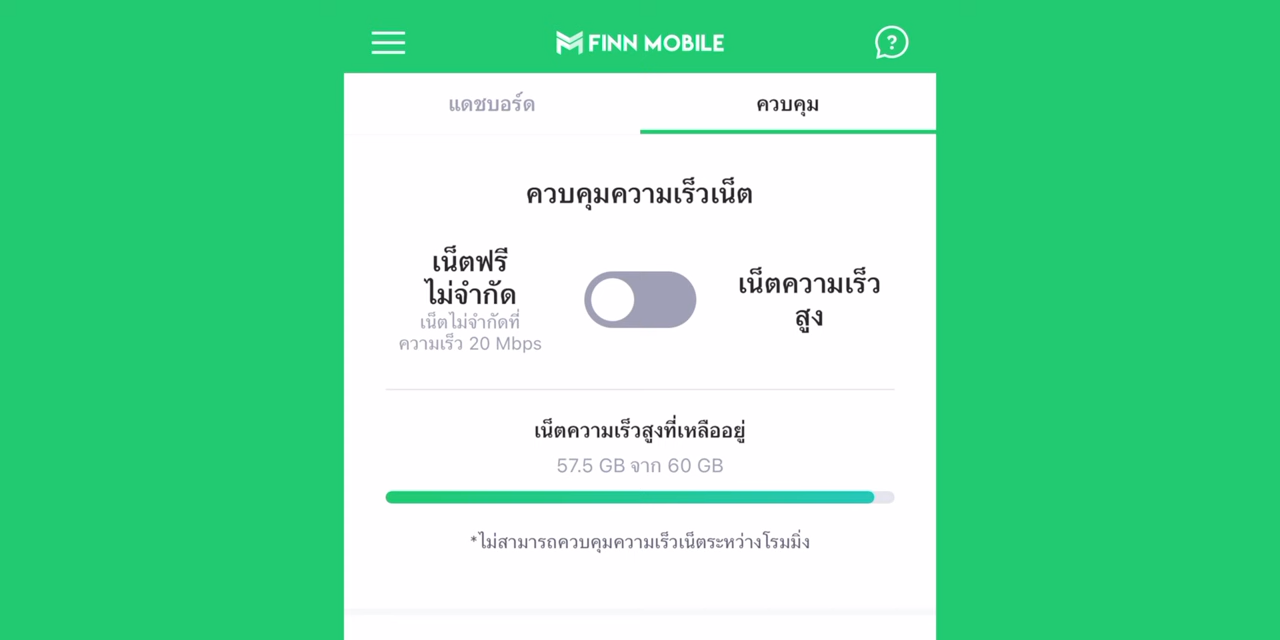 FINN MOBILE
?
แดชบอร์ด
ควบคุม
ควบคุมความเร็วเน็ต
เน็ตฟรี
ไม่จำกัด
เน็ตไม่จำกัดที่
ความเร็ว 20 Mbps
เน็ตความเร็ว
สูง
เน็ตความเร็วสูงที่เหลืออยู่
57.5 GB จาก 60 GB
*ไม่สามารถควบคุมความเร็วเน็ตระหว่างโรมมิ่ง